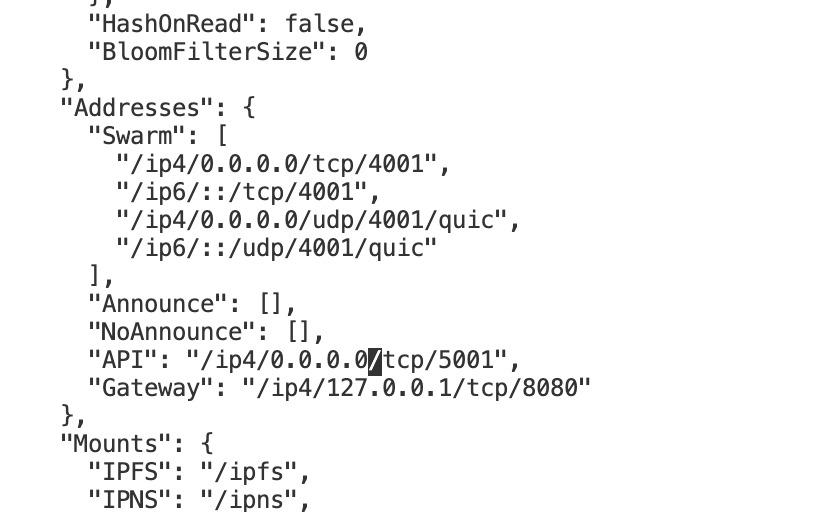 },
"HashOnRead": false,
"BloomFilterSize": 0
},
"Addresses": {
"Swarm": [
"/ip4/0.0.0.0/tcp/4001",
"/ip6/::/tcp/4001",
"/ip4/0.0.0.0/udp/4001/quic",
"/ip6/::/udp/4001/quic"
],
"Announce": [],
"NoAnnounce": [],
"API": "/ip4/0.0.0.0/tcp/5001",
"Gateway": "/ip4/127.0.0.1/tcp/8080"
},
"Mounts": {
"IPFS": "/ipfs",
"IPNS": "/ipns",